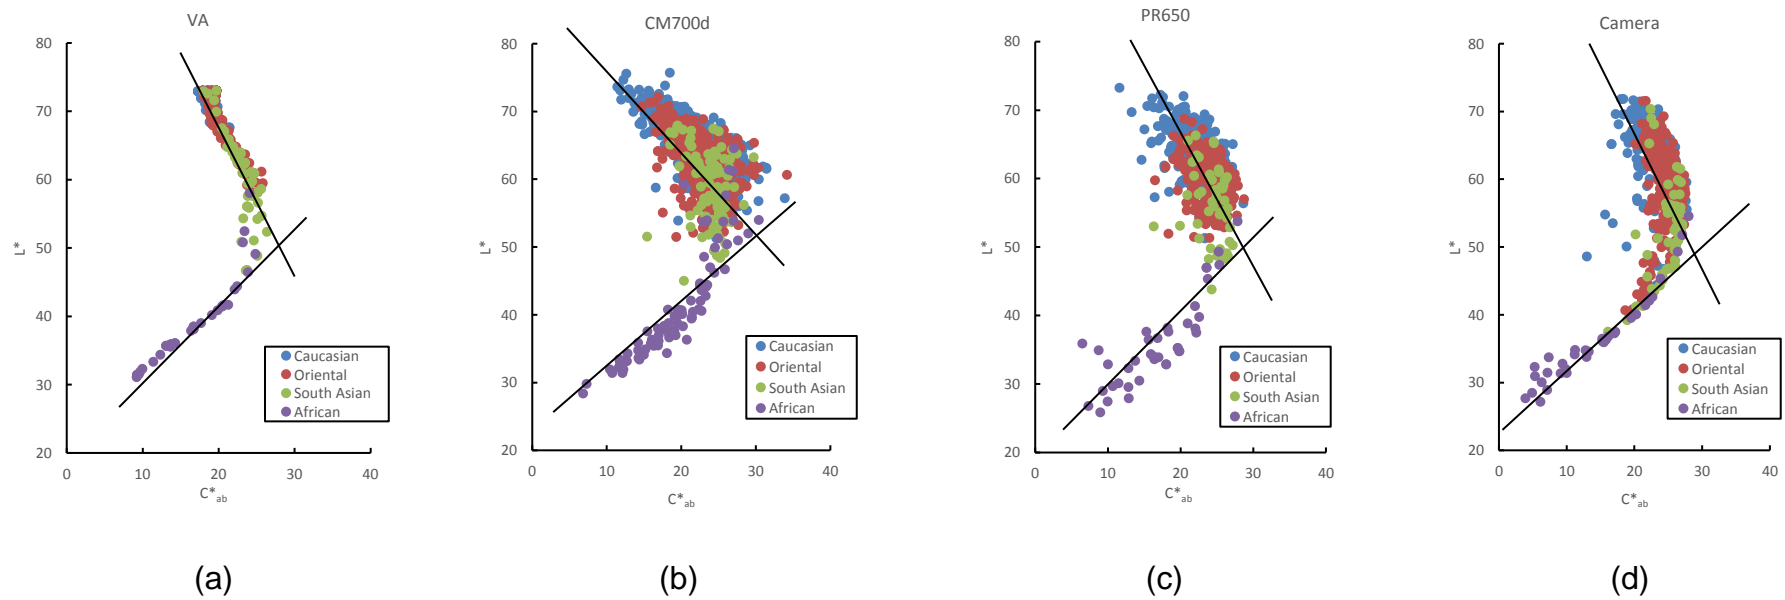 VA
80
70
60
50
40
30
20
0
10
20
30
40
L*
C*ab
Caucasian
Oriental
South Asian
African
(a)
CM700d
80
70
60
50
40
30
20
0
10
20
30
40
L*
C*ab
Caucasian
Oriental
South Asian
African
(b)
PR650
80
70
60
50
40
30
20
0
10
20
30
40
L*
C*ab
Caucasian
Oriental
South Asian
African
(c)
Camera
80
70
60
50
40
30
20
0
10
20
30
40
L*
C*ab
Caucasian
Oriental
South Asian
African
(d)